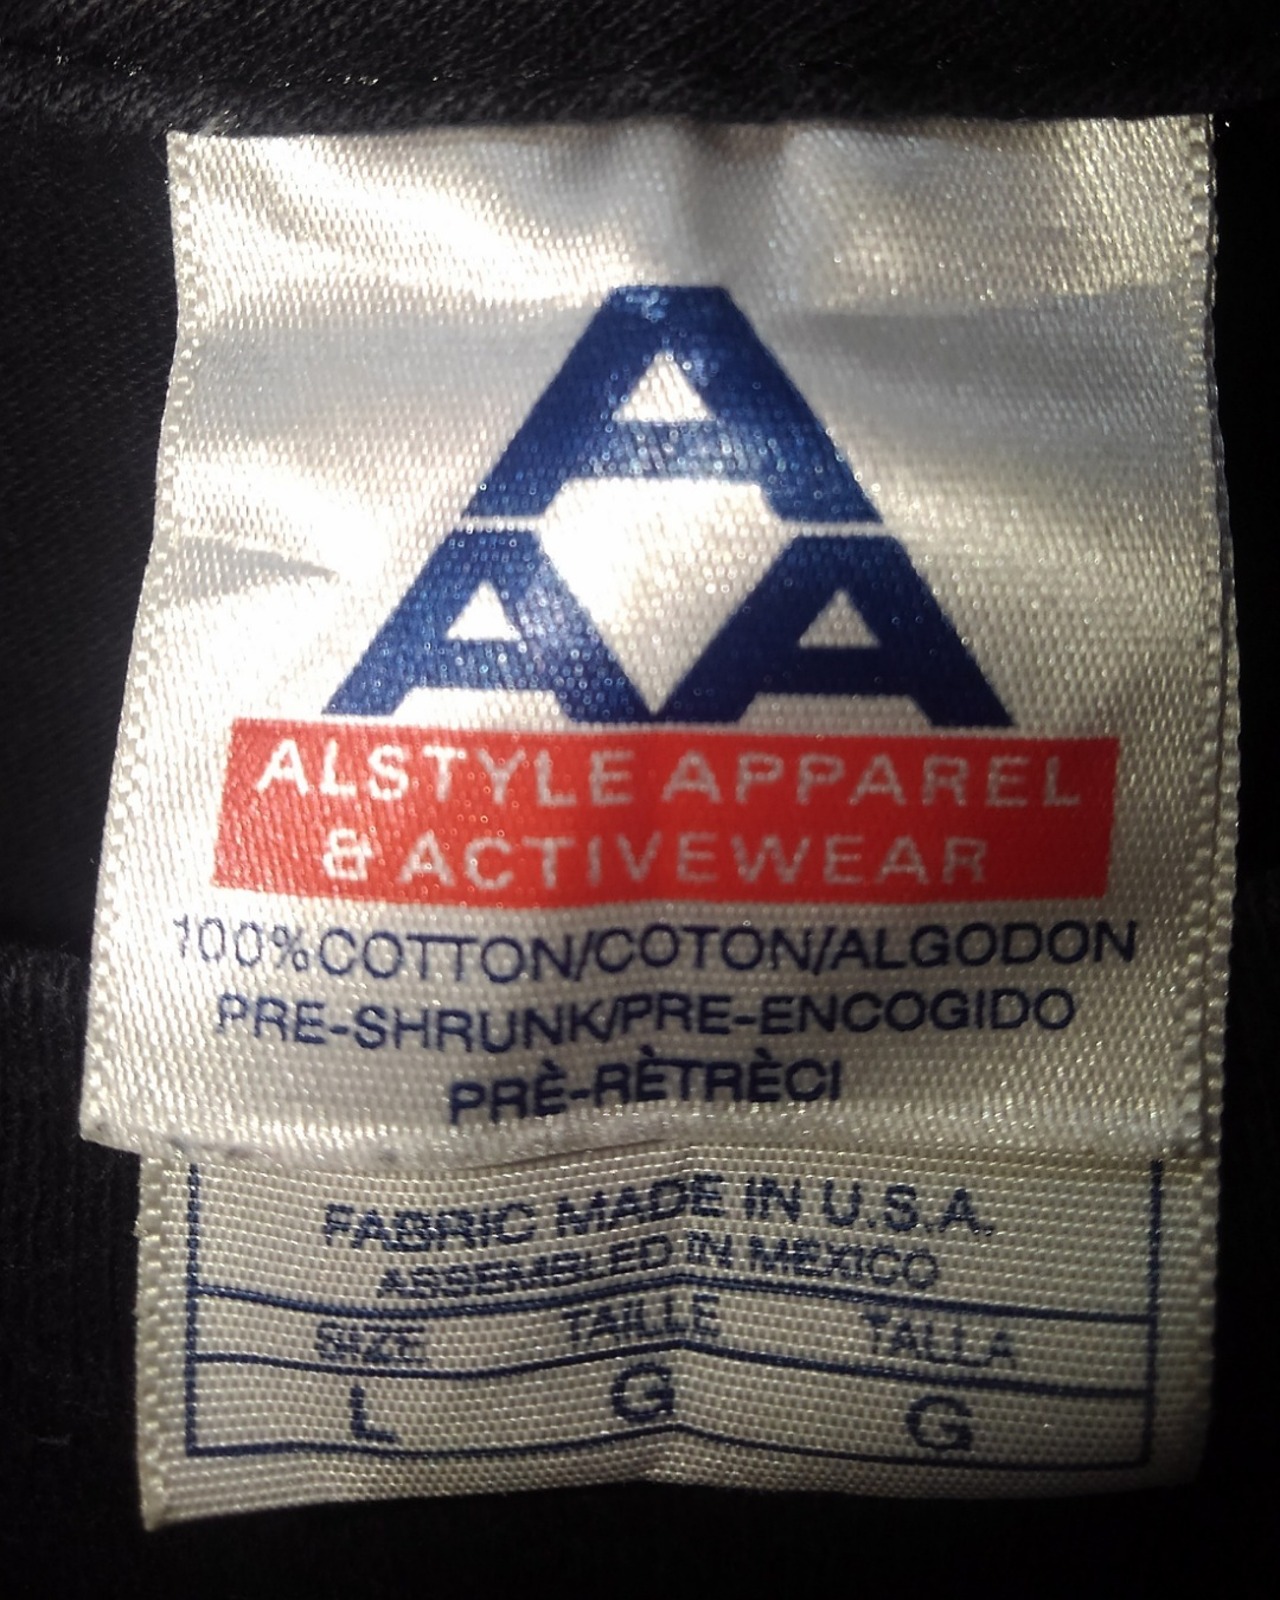 A
A A
ALSTYLE APPAREL
& ACTIVEWEAR
100% COTTON/COTON/ALGODON
PRE-SHRUNK/PRE-ENCOGIDO
PRÈ-RÈTRÈCI
FABRIC MADE IN U.S.A.
ASSEMBLED IN MEXICO
SIZE TAILLE TALLA
L G G